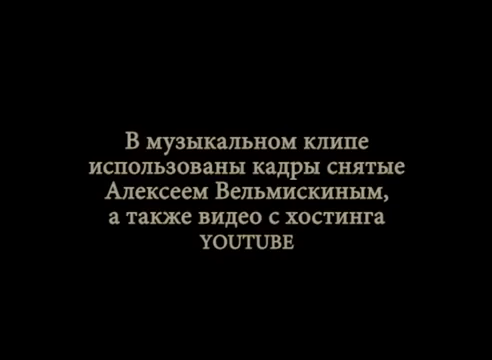 В музыкальном клипе
использованы кадры снятые
Алексеем Вельмискиным,
а также видео с хостинга
YOUTUBE